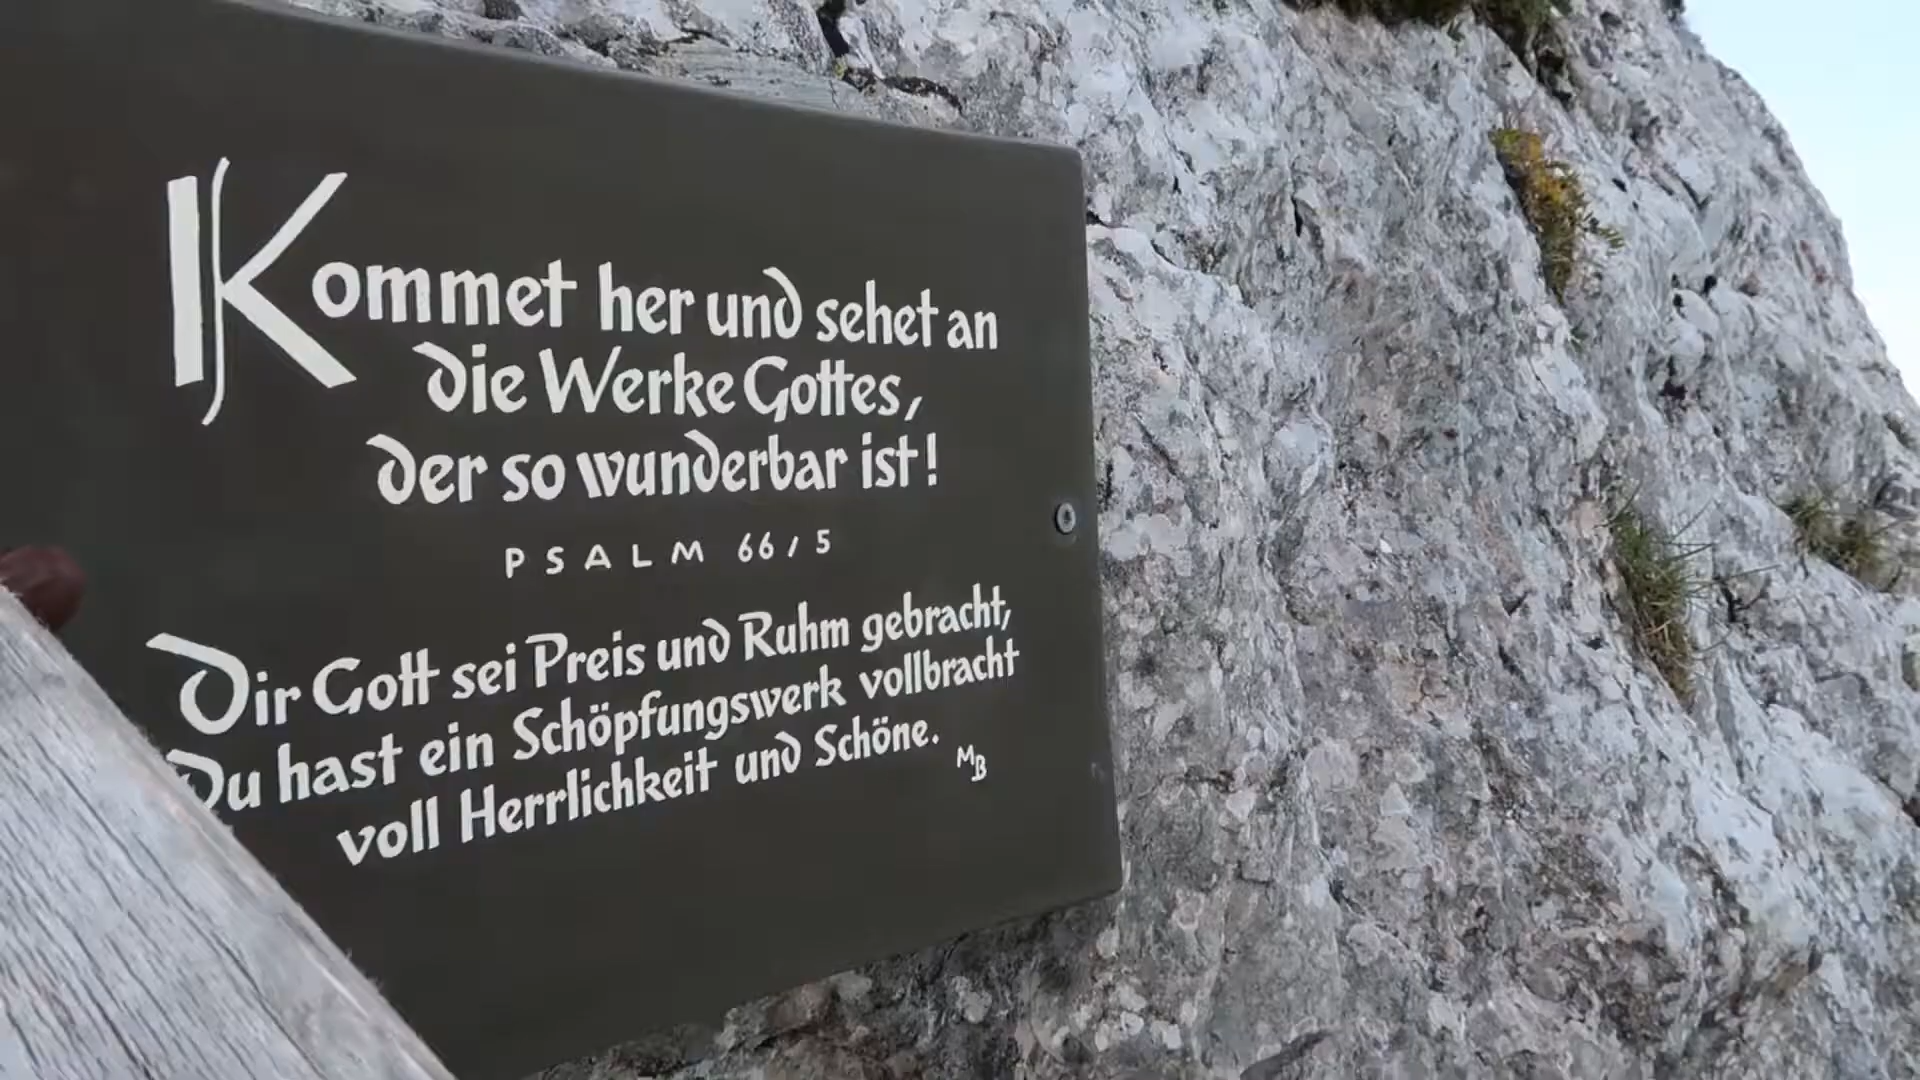 Kommet her und sehet an
die Werke Gottes,
der so wunderbar ist!
PSALM 66/5
Dir Gott sei Preis und Ruhm gebracht,
Du hast ein Schöpfungswerk vollbracht
voll Herrlichkeit und Schöne.
MB